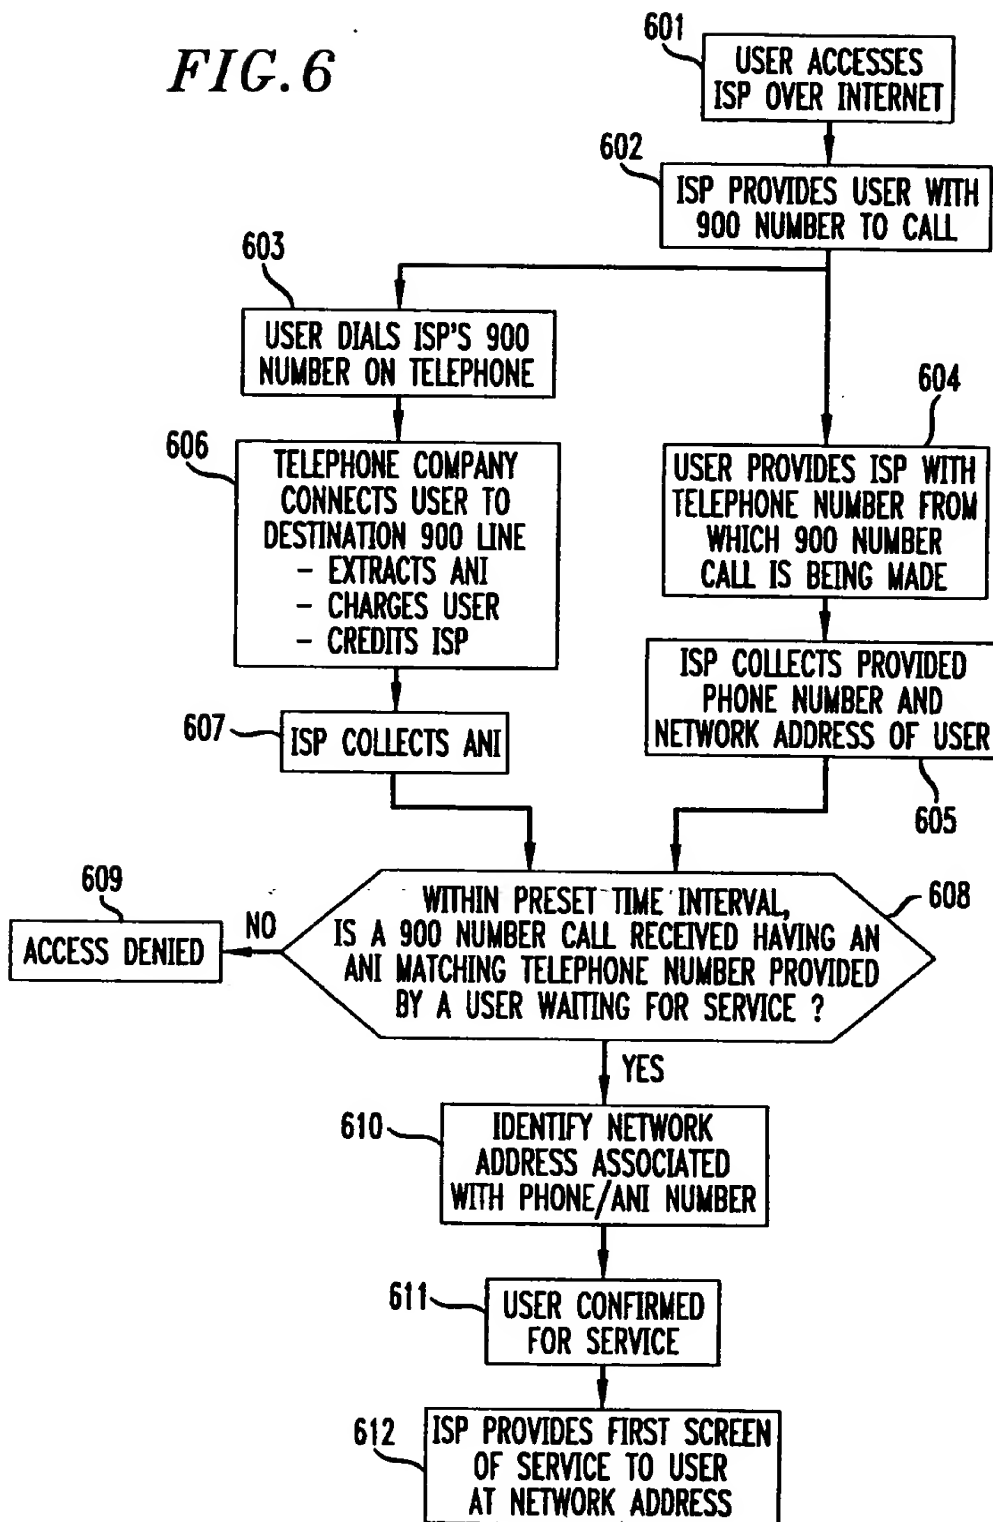 FIG. 6
601
USER ACCESSES
ISP OVER INTERNET
602
ISP PROVIDES USER WITH
900 NUMBER TO CALL
603
USER DIALS ISP'S 900
NUMBER ON TELEPHONE
604
USER PROVIDES ISP WITH
TELEPHONE NUMBER FROM
WHICH 900 NUMBER
CALL IS BEING MADE
606
TELEPHONE COMPANY
CONNECTS USER TO
DESTINATION 900 LINE
- EXTRACTS ANI
- CHARGES USER
- CREDITS ISP
ISP COLLECTS PROVIDED
PHONE NUMBER AND
NETWORK ADDRESS OF USER
605
607
ISP COLLECTS ANI
608
WITHIN PRESET TIME INTERVAL,
IS A 900 NUMBER CALL RECEIVED HAVING AN
ANI MATCHING TELEPHONE NUMBER PROVIDED
BY A USER WAITING FOR SERVICE ?
609
NO
ACCESS DENIED
YES
610
IDENTIFY NETWORK
ADDRESS ASSOCIATED
WITH PHONE/ANI NUMBER
611
USER CONFIRMED
FOR SERVICE
612
ISP PROVIDES FIRST SCREEN
OF SERVICE TO USER
AT NETWORK ADDRESS